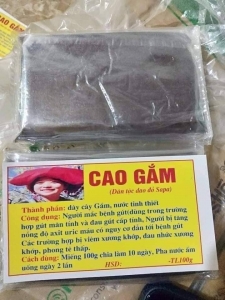 CAO GẮM
(Dân tộc dao đỏ Sapa)
Thành phần: dây cây Gắm, nước tinh thiết
Công dụng: Người mắc bệnh gút dùng trong trường
hợp gút mãn tính và đau gút cấp tính, Người bị tăng
nồng độ axit uric máu có nguy cơ dẫn tới bệnh gút
Các trường hợp bị viêm xương khớp, đau nhức xương
khớp, phong tê thấp.
Cách dùng: Miếng 100g chia làm 10 ngày, Pha nước ấm
uống ngày 2 lần
HSD:
-TL100g